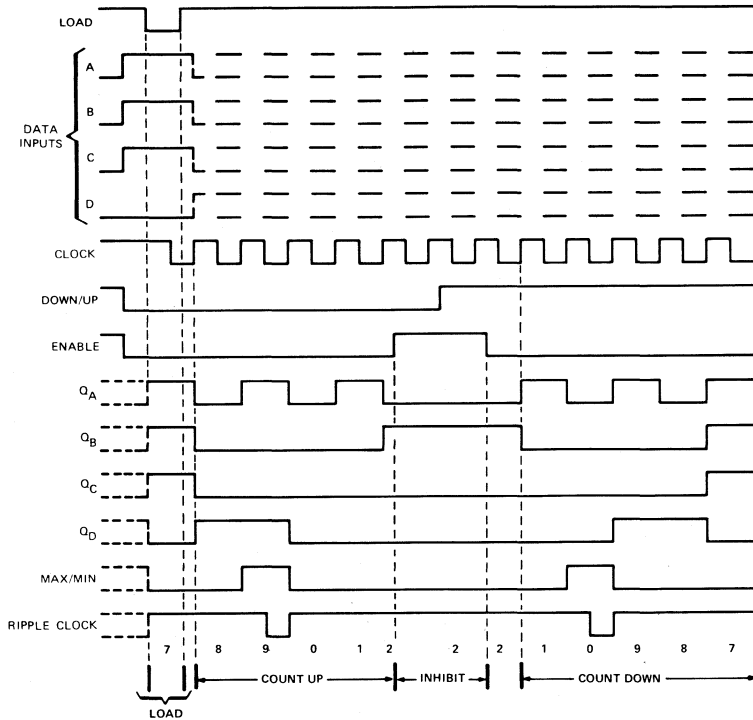 LOAD
A
B
DATA
INPUTS
C
D
CLOCK
DOWN/UP
ENABLE
QA
QB
QC
QD
MAX/MIN
RIPPLE CLOCK
7 8 9 0 1 2 2 2 1 0 9 8 7
COUNT UP INHIBIT COUNT DOWN
LOAD